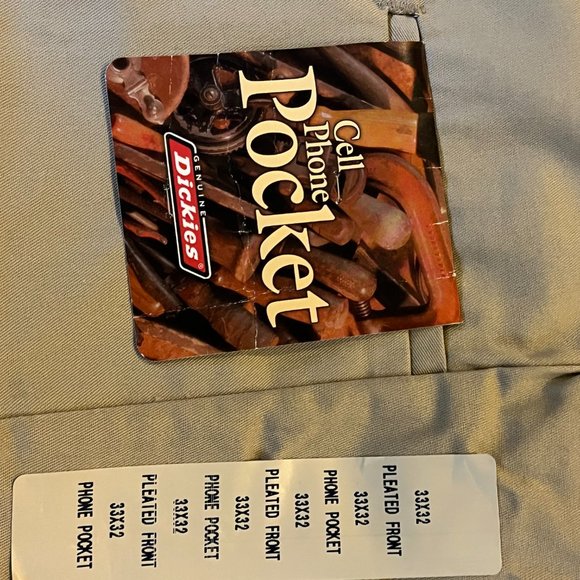 Cell
Phone
Pocket
GENUINE
Dickies®
33X32
PLEATED FRONT
33X32
PHONE POCKET
33X32
PLEATED FRONT
33X32
PHONE POCKET
33X32
PLEATED FRONT
33X32
PHONE POCKET